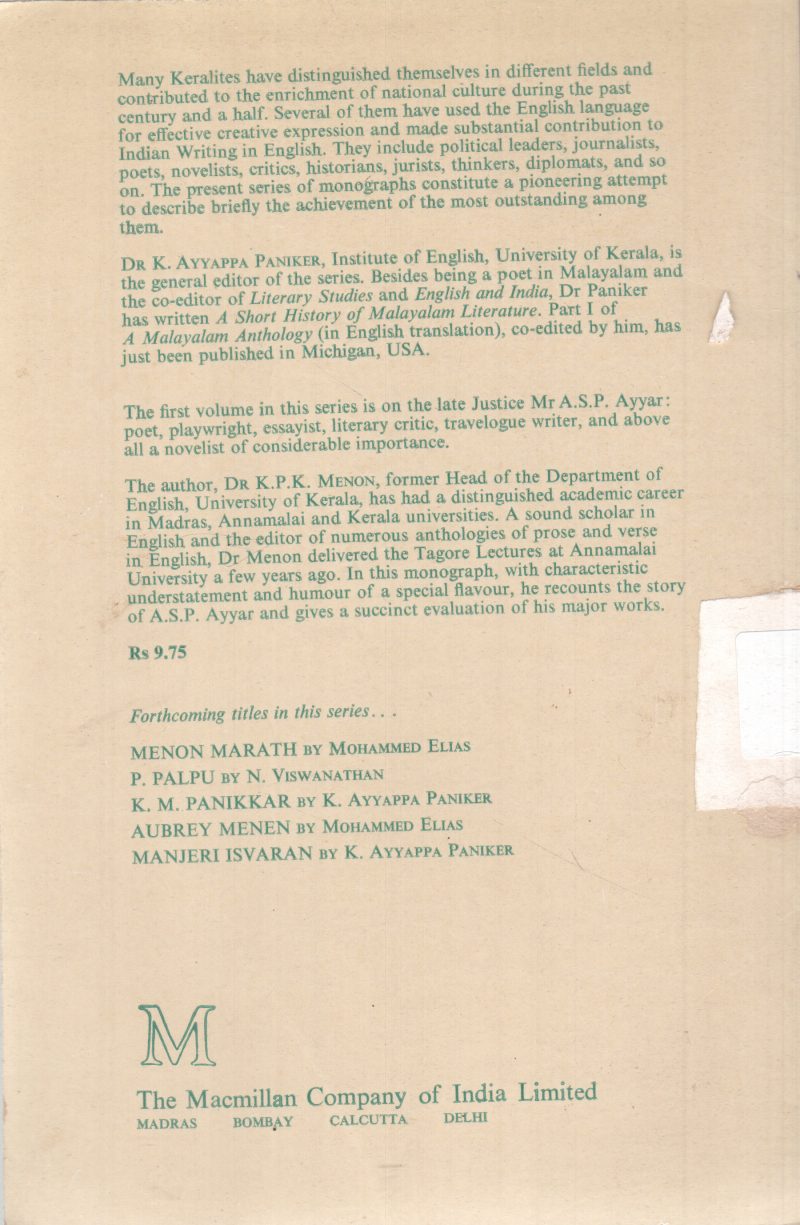 Many Keralites have distinguished themselves in different fields and
contributed to the enrichment of national culture during the past
century and a half. Several of them have used the English language
for effective creative expression and made substantial contribution to
Indian Writing in English. They include political leaders, journalists,
poets, novelists, critics, historians, jurists, thinkers, diplomats, and so
on. The present series of monographs constitute a pioneering attempt
to describe briefly the achievement of the most outstanding among
them.
DR K. AYYAPPA PANIKER, Institute of English, University of Kerala, is
the general editor of the series. Besides being a poet in Malayalam and
the co-editor of Literary Studies and English and India, Dr Paniker
has written A Short History of Malayalam Literature. Part I of
A Malayalam Anthology (in English translation), co-edited by him, has
just been published in Michigan, USA.
The first volume in this series is on the late Justice Mr A.S.P. Ayyar:
poet, playwright, essayist, literary critic, travelogue writer, and above
all a novelist of considerable importance.
The author, DR K.P.K. MENON, former Head of the Department of
English, University of Kerala, has had a distinguished academic career
in Madras, Annamalai and Kerala universities. A sound scholar in
English and the editor of numerous anthologies of prose and verse
in English, Dr Menon delivered the Tagore Lectures at Annamalai
University a few years ago. In this monograph, with characteristic
understatement and humour of a special flavour, he recounts the story
of A.S.P. Ayyar and gives a succinct evaluation of his major works.
Rs 9.75
Forthcoming titles in this series...
MENON MARATH BY MOHAMMED ELIAS
P. PALPU BY N. VISWANATHAN
K. M. PANIKKAR BY K. AYYAPPA PANIKER
AUBREY MENEN BY MOHAMMED ELIAS
MANJERI ISVARAN BY K. AYYAPPA PANIKER
M
The Macmillan Company of India Limited
MADRAS BOMBAY CALCUTTA DELHI